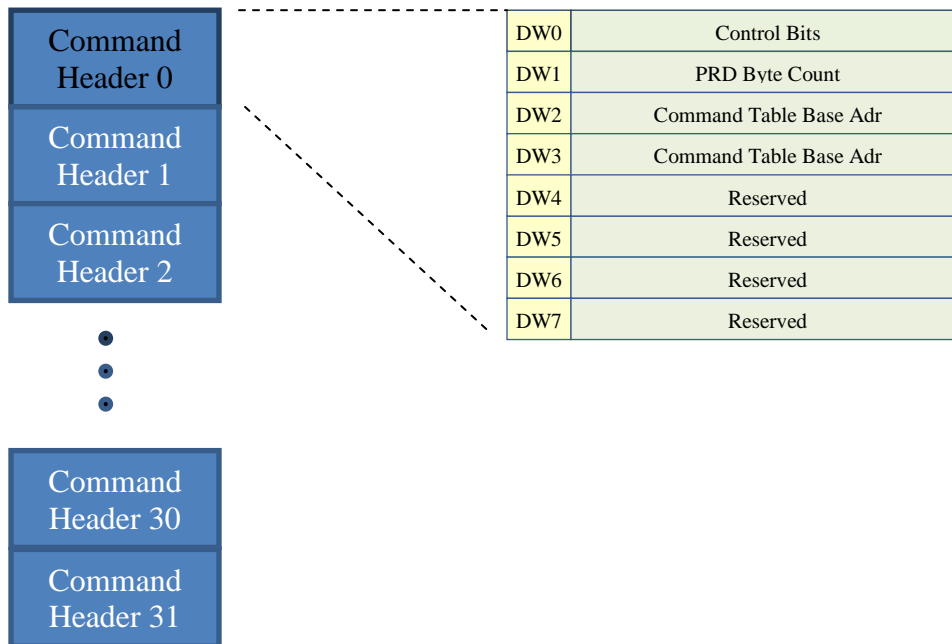 Command
Header 0
Command
Header 1
Command
Header 2
Command
Header 30
Command
Header 31
DW0 Control Bits
DW1 PRD Byte Count
DW2 Command Table Base Adr
DW3 Command Table Base Adr
DW4 Reserved
DW5 Reserved
DW6 Reserved
DW7 Reserved